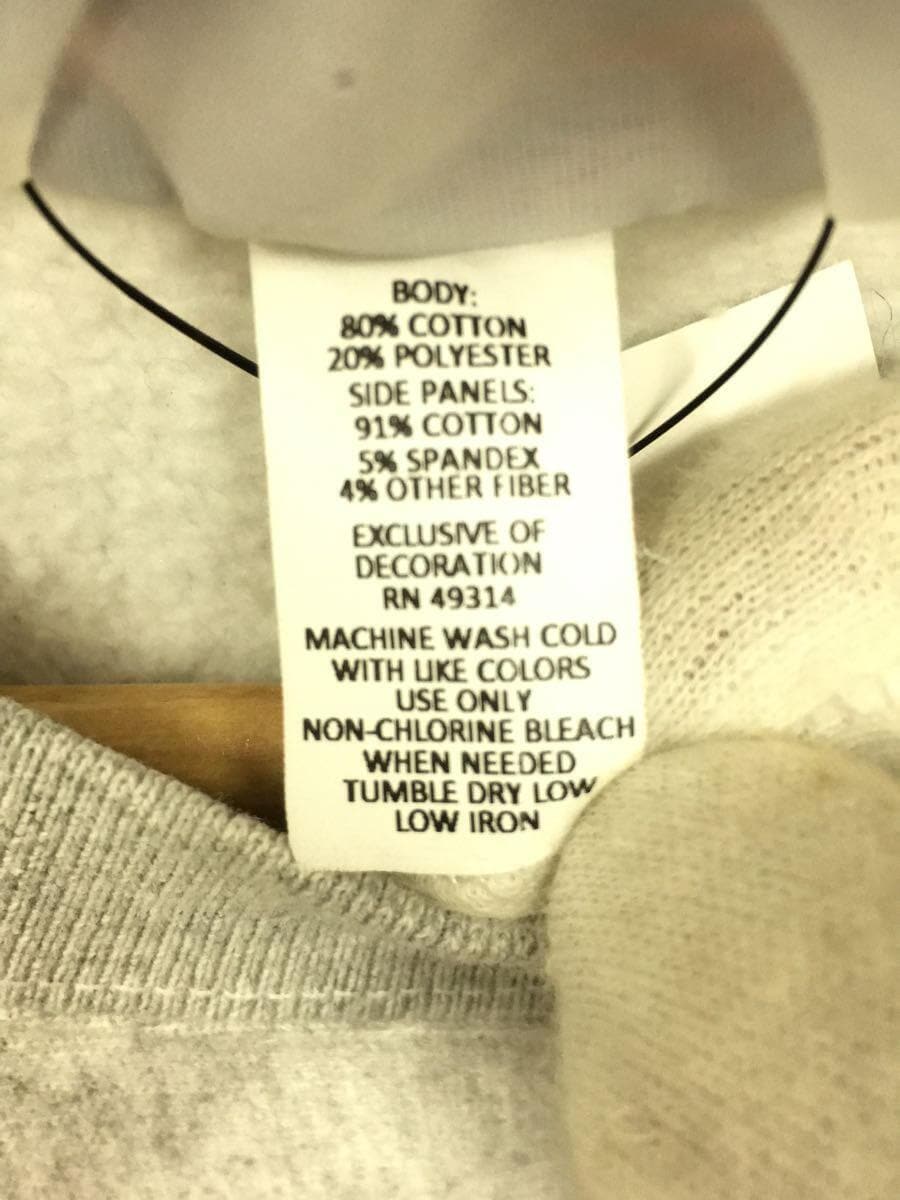 BODY:
80% COTTON
20% POLYESTER
SIDE PANELS:
91% COTTON
5% SPANDEX
4% OTHER FIBER
EXCLUSIVE OF
DECORATION
RN 49314
MACHINE WASH COLD
WITH LIKE COLORS
USE ONLY
NON-CHLORINE BLEACH
WHEN NEEDED
TUMBLE DRY LOW
LOW IRON